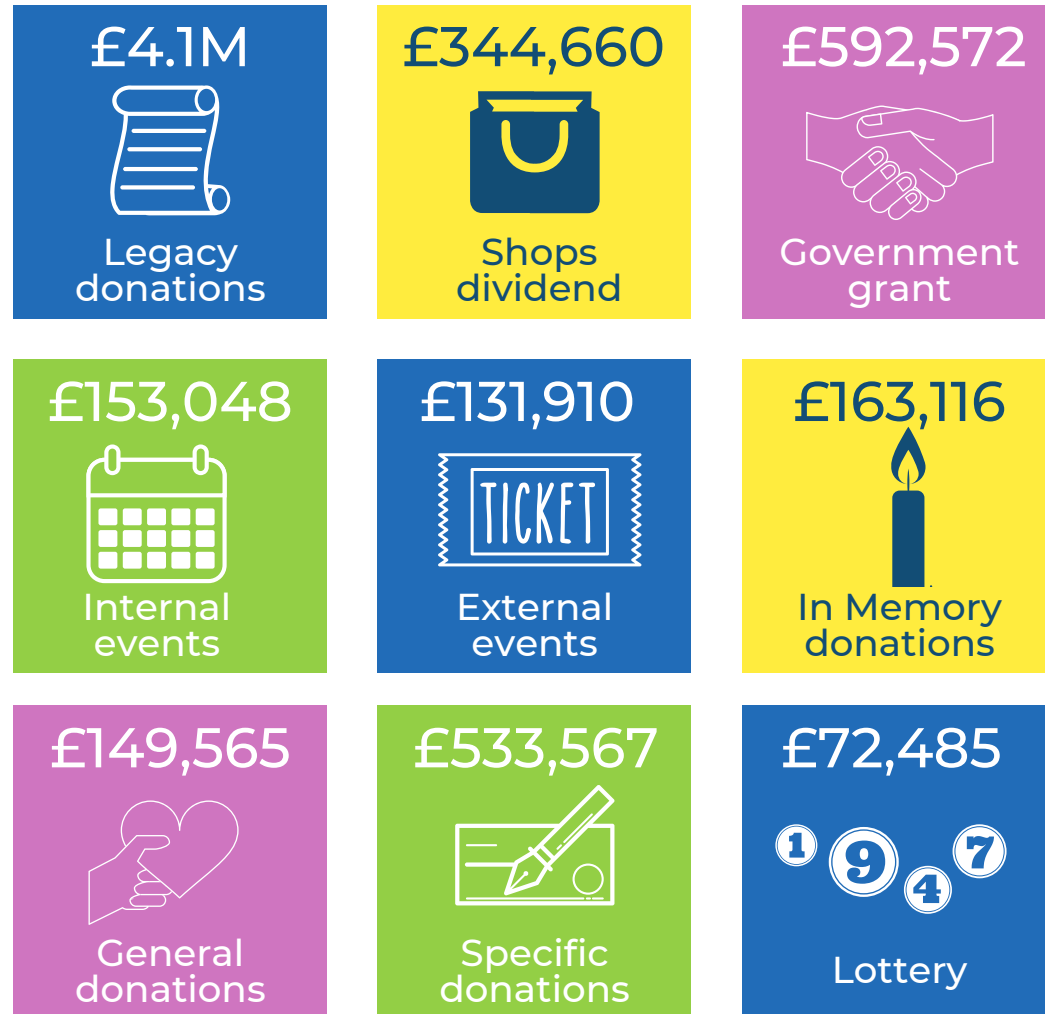 £4.1M
Legacy
donations
£344,660
Shops
dividend
£592,572
Government
grant
£153,048
Internal
events
£131,910
TICKET
External
events
£163,116
In Memory
donations
£149,565
General
donations
£533,567
Specific
donations
£72,485
1 9 4 7
Lottery